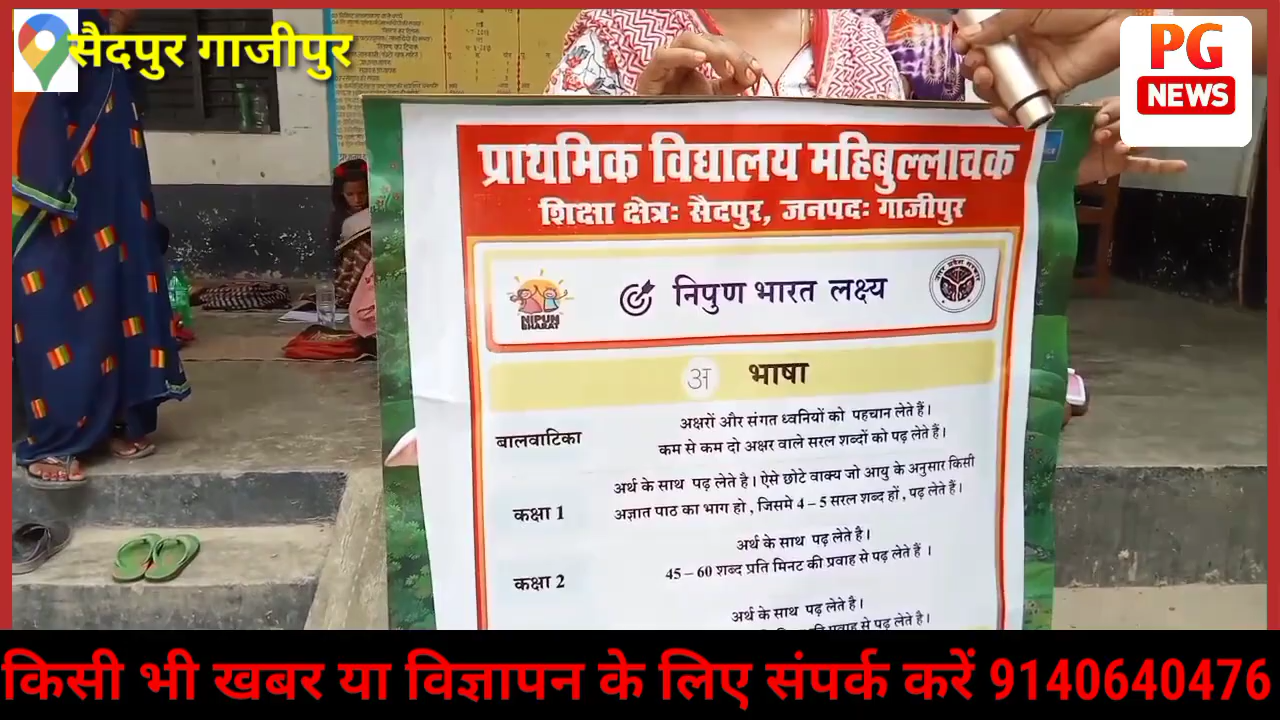 सैदपुर गाजीपुर
PG
NEWS
प्राथमिक विद्यालय महिबुल्लाचक
शिक्षा क्षेत्रः सैदपुर, जनपदः गाजीपुर
NIPUN
BHARAT
निपुण भारत लक्ष्य
अ भाषा
बालवाटिका
अक्षरों और संगत ध्वनियों को पहचान लेते हैं।
कम से कम दो अक्षर वाले सरल शब्दों को पढ़ लेते हैं।
कक्षा 1
अर्थ के साथ पढ़ लेते है। ऐसे छोटे वाक्य जो आयु के अनुसार किसी
अज्ञात पाठ का भाग हो, जिसमे 4 – 5 सरल शब्द हों, पढ़ लेते हैं।
कक्षा 2
अर्थ के साथ पढ़ लेते है।
45 – 60 शब्द प्रति मिनट की प्रवाह से पढ़ लेते हैं ।
अर्थ के साथ पढ़ लेते है।
प्रवाह से पढ़ लेते है।
किसी भी खबर या विज्ञापन के लिए संपर्क करें 9140640476